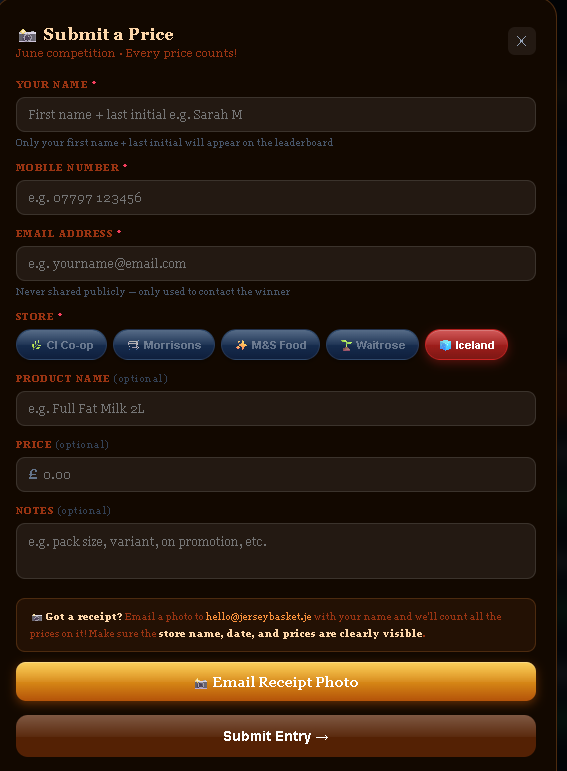 Submit a Price
June competition • Every price counts!
X
YOUR NAME *
First name + last initial e.g. Sarah M
Only your first name + last initial will appear on the leaderboard
MOBILE NUMBER *
e.g. 07797 123456
EMAIL ADDRESS *
e.g. yourname@email.com
Never shared publicly — only used to contact the winner
STORE *
CI Co-op Morrisons M&S Food Waitrose Iceland
PRODUCT NAME (optional)
e.g. Full Fat Milk 2L
PRICE (optional)
£ 0.00
NOTES (optional)
e.g. pack size, variant, on promotion, etc.
Got a receipt? Email a photo to hello@jerseybasket.je with your name and we'll count all the
prices on it! Make sure the store name, date, and prices are clearly visible.
Email Receipt Photo
Submit Entry →